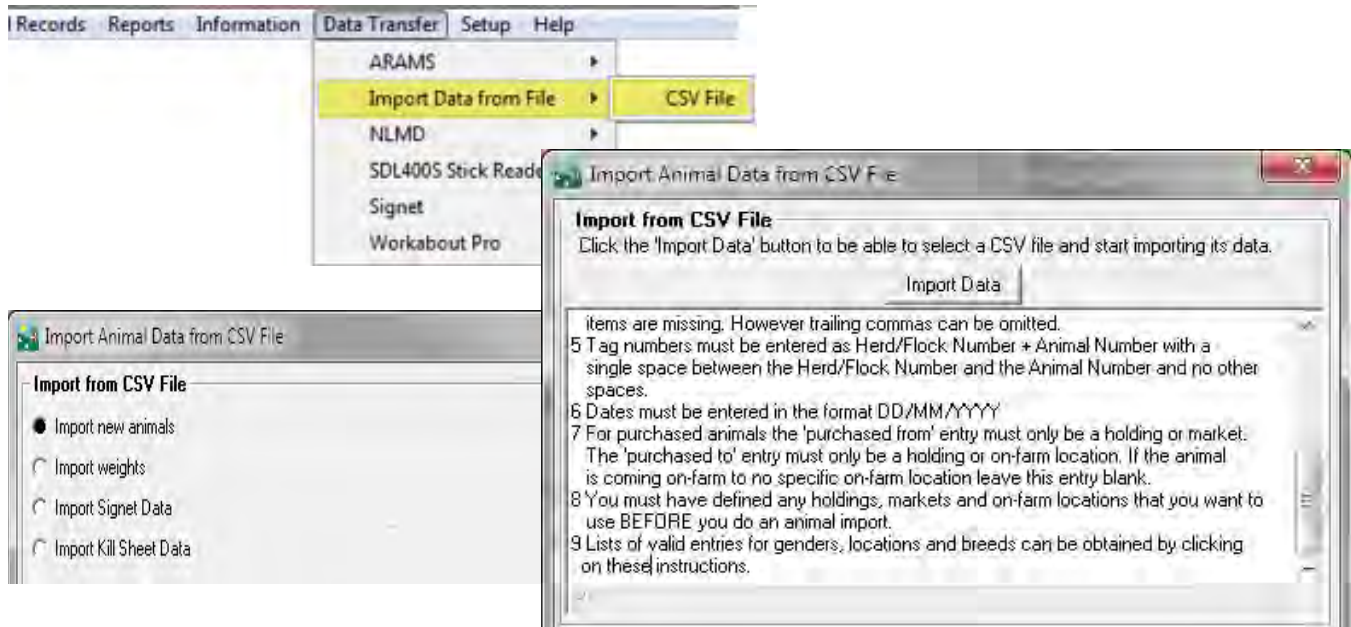 Records Reports Information Data Transfer Setup Help
ARAMS
Import Data from File
CSV File
NLMD
SDL400S Stick Reade
Signet
Workabout Pro
Import Animal Data from CSV File
Import from CSV File
Click the 'Import Data' button to be able to select a CSV file and start importing its data.
Import Data
items are missing. However trailing commas can be omitted.
5 Tag numbers must be entered as Herd/Flock Number + Animal Number with a
single space between the Herd/Flock Number and the Animal Number and no other
spaces.
6 Dates must be entered in the format DD/MM/YYYY
7 For purchased animals the 'purchased from' entry must only be a holding or market.
The 'purchased to' entry must only be a holding or on-farm location. If the animal
is coming on-farm to no specific on-farm location leave this entry blank.
8 You must have defined any holdings, markets and on-farm locations that you want to
use BEFORE you do an animal import.
9 Lists of valid entries for genders, locations and breeds can be obtained by clicking
on these instructions.
Import Animal Data from CSV File
Import from CSV File
Import new animals
Import weights
Import Signet Data
Import Kill Sheet Data